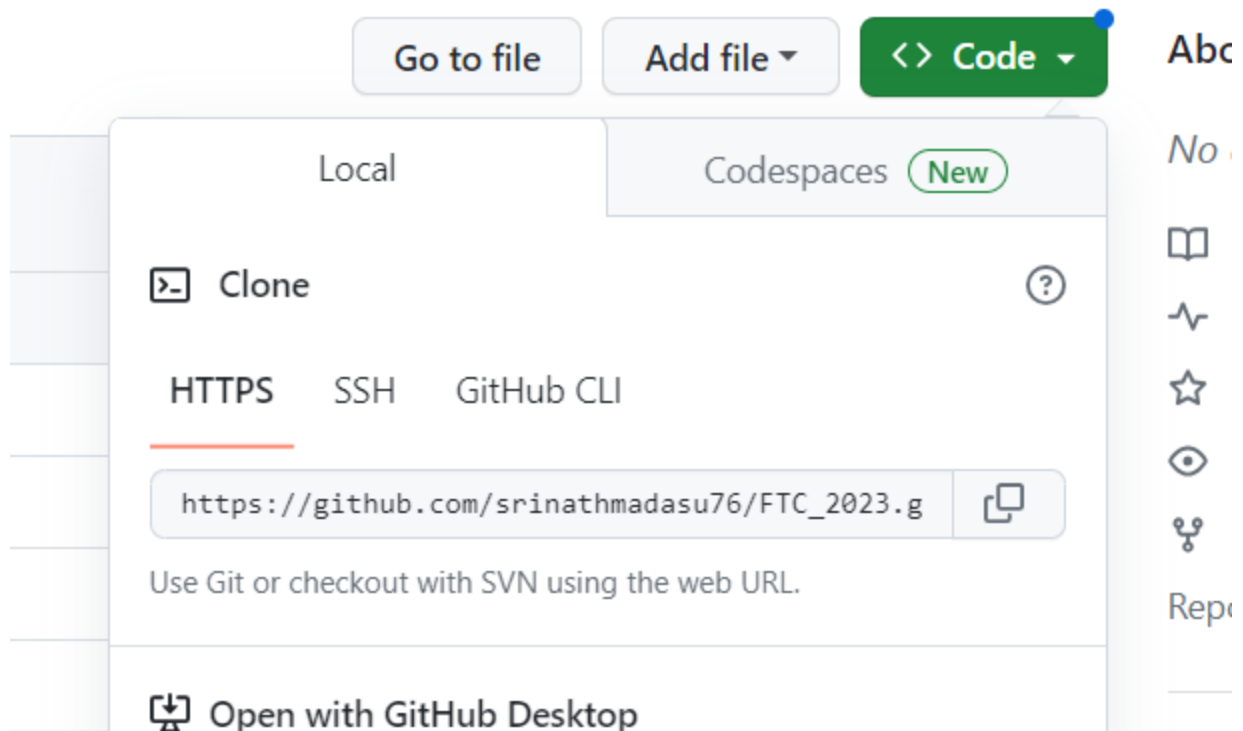 Go to file
Add file
<> Code
Abo
No
Local
Codespaces New
Clone
HTTPS SSH GitHub CLI
https://github.com/srinathmadasu76/FTC_2023.g
Use Git or checkout with SVN using the web URL.
Repo
Open with GitHub Desktop